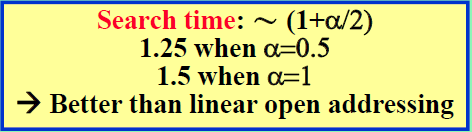 Search time: ~ (1+α/2)
1.25 when α=0.5
1.5 when α=1
→ Better than linear open addressing